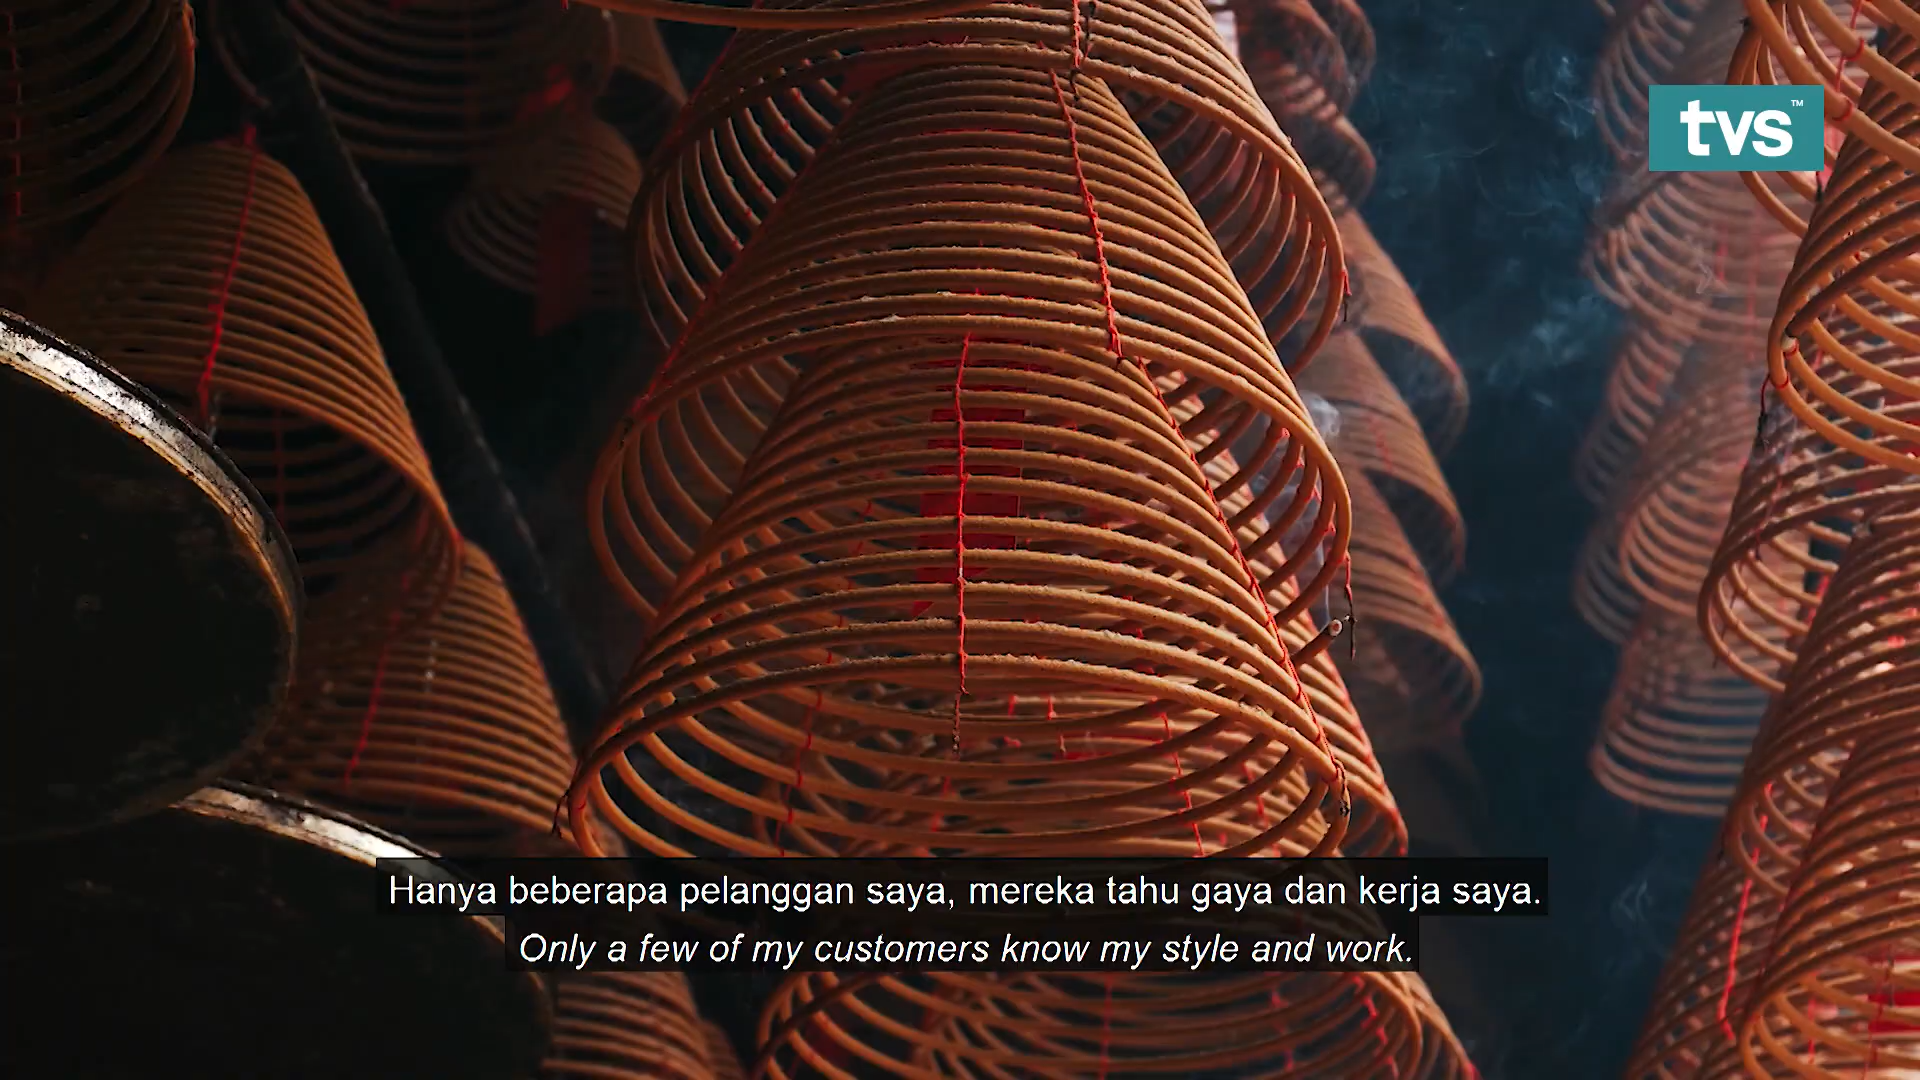 tvs™
Hanya beberapa pelanggan saya, mereka tahu gaya dan kerja saya.
Only a few of my customers know my style and work.